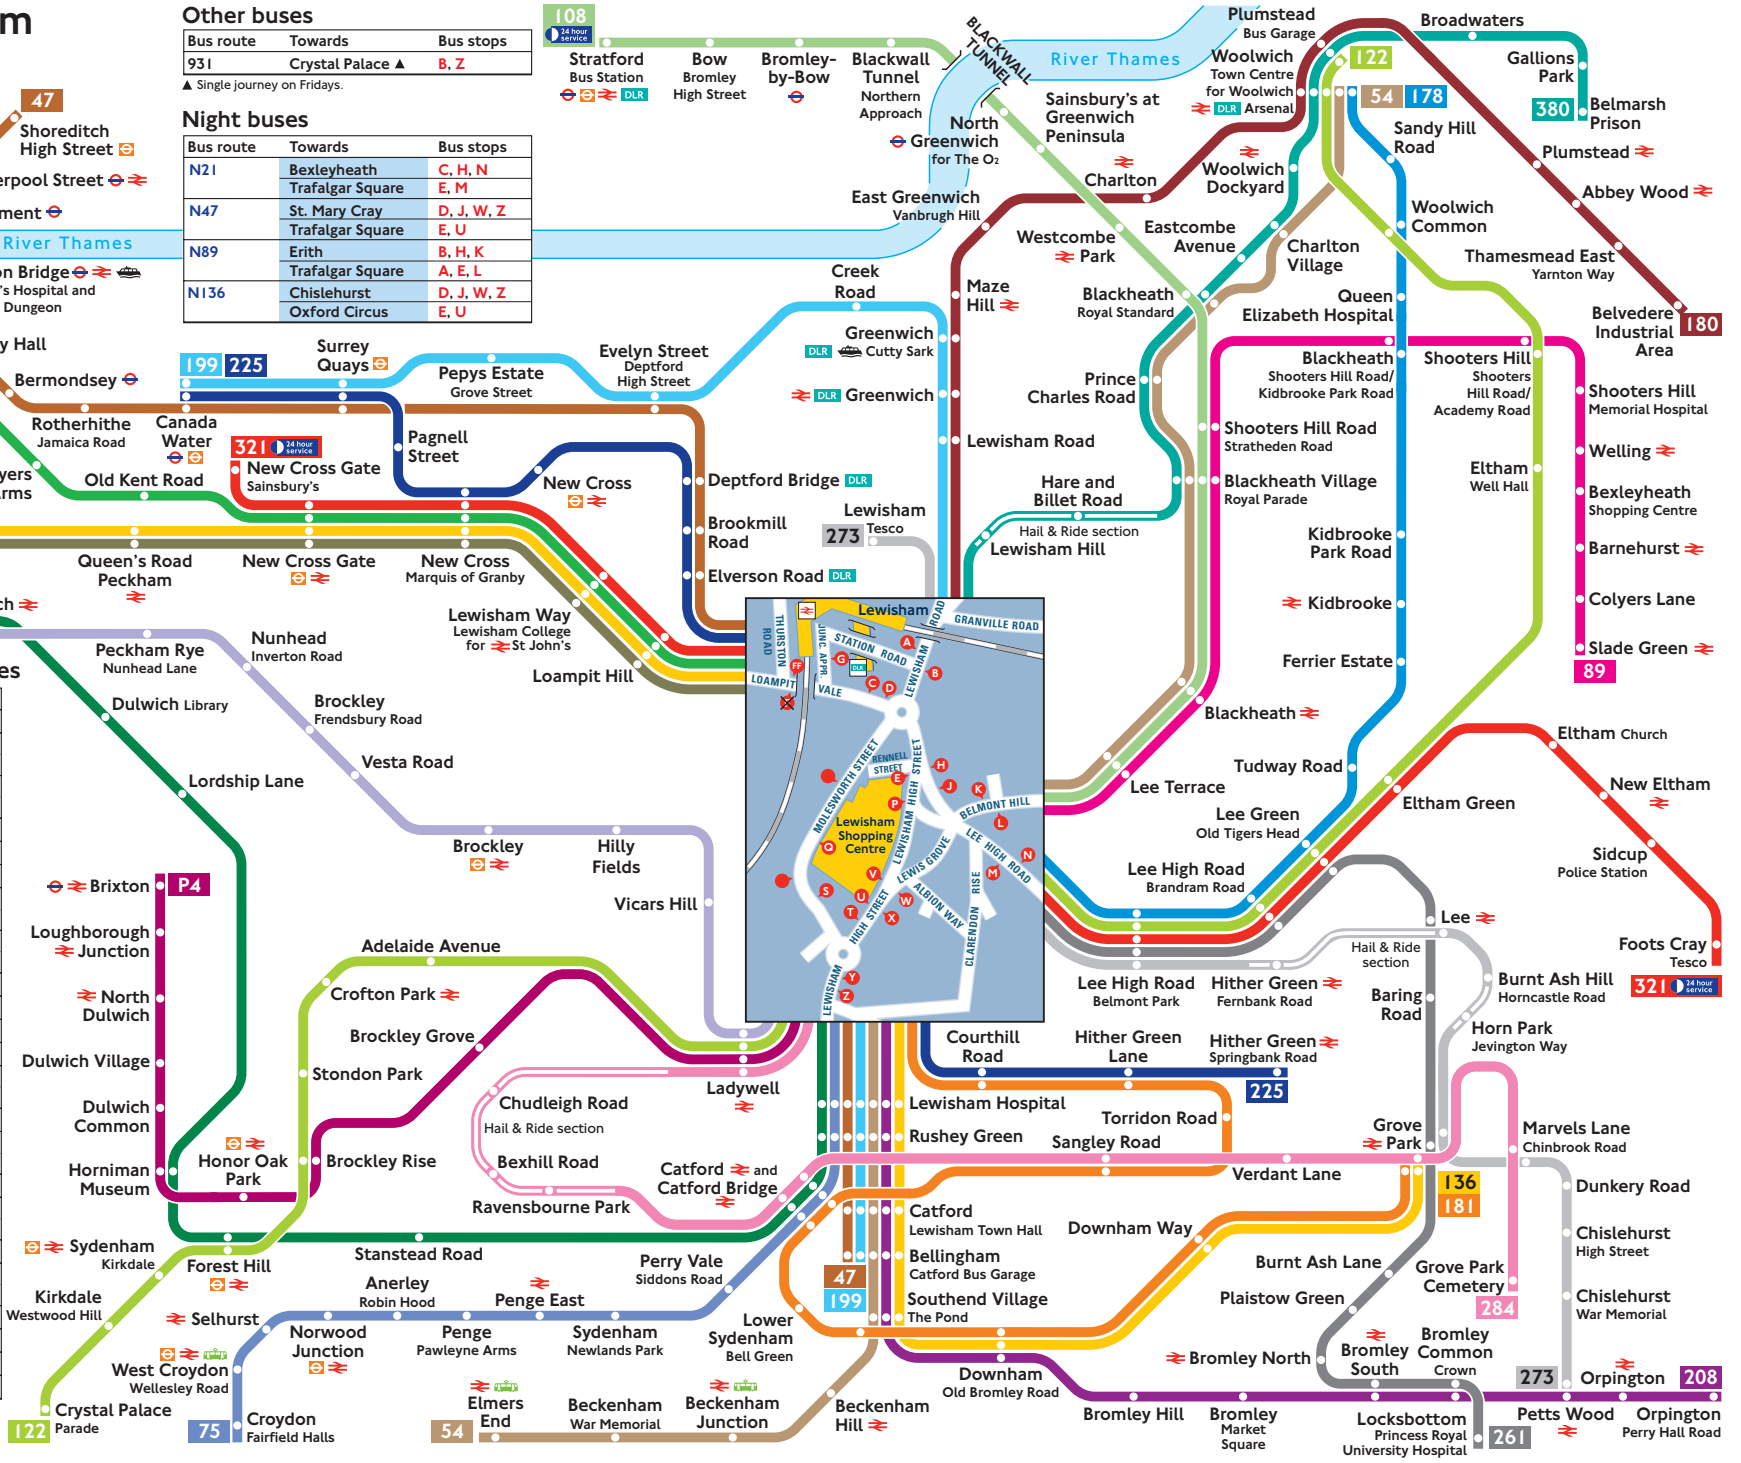 m
Other buses
Bus route Towards Bus stops
931 Crystal Palace ▲ B, Z
▲ Single journey on Fridays.
Night buses
Bus route Towards Bus stops
N21 Bexleyheath C, H, N
Trafalgar Square E, M
N47 St. Mary Cray D, J, W, Z
Trafalgar Square E, U
N89 Erith B, H, K
Trafalgar Square A, E, L
N136 Chislehurst D, J, W, Z
Oxford Circus E, U
108
24 hour
service
Stratford
Bus Station
DLR
Bow
Bromley
High Street
Bromley-
by-Bow
Blackwall
Tunnel
Northern
Approach
BLACKWALL
TUNNEL
River Thames
North
Greenwich
for The O2
Sainsbury's at
Greenwich
Peninsula
Plumstead
Bus Garage
Woolwich
Town Centre
for Woolwich
DLR Arsenal
122
54 178
Broadwaters
Gallions
Park
380
Belmarsh
Prison
Sandy Hill
Road
Plumstead
Abbey Wood
Woolwich
Dockyard
Charlton
East Greenwich
Vanbrugh Hill
Westcombe
Park
Eastcombe
Avenue
Charlton
Village
Woolwich
Common
Thamesmead East
Yarnton Way
Belvedere
Industrial
Area
180
47
Shoreditch
High Street
erpool Street
ment
River Thames
on Bridge
's Hospital and
Dungeon
y Hall
Bermondsey
Rotherhithe
Jamaica Road
199 225
Canada
Water
Surrey
Quays
Pepys Estate
Grove Street
Evelyn Street
Deptford
High Street
Creek
Road
Greenwich
DLR Cutty Sark
DLR Greenwich
Maze
Hill
Lewisham Road
Blackheath
Royal Standard
Queen
Elizabeth Hospital
Prince
Charles Road
Blackheath
Shooters Hill Road/
Kidbrooke Park Road
Shooters Hill
Shooters
Hill Road/
Academy Road
Shooters Hill
Memorial Hospital
Shooters Hill Road
Stratheden Road
Blackheath Village
Royal Parade
Welling
Eltham
Well Hall
Bexleyheath
Shopping Centre
Barnehurst
Colyers Lane
Slade Green
89
Kidbrooke
Park Road
Kidbrooke
Ferrier Estate
yers
rms
Old Kent Road
321
24 hour
service
New Cross Gate
Sainsbury's
Pagnell
Street
New Cross
Deptford Bridge DLR
Brookmill
Road
Elverson Road DLR
Lewisham
Tesco
273
Hare and
Billet Road
Hail & Ride section
Lewisham Hill
Queen's Road
Peckham
New Cross Gate
New Cross
Marquis of Granby
Lewisham Way
Lewisham College
for St John's
Loampit Hill
ch
es
Peckham Rye
Nunhead Lane
Nunhead
Inverton Road
Dulwich Library
Brockley
Frendsbury Road
Vesta Road
Lordship Lane
Brockley
Hilly
Fields
Vicars Hill
Lewisham
GRANVILLE ROAD
ROAD
THURSTON
ROAD
JUNC. APPR.
STATION ROAD
LEWISHAM
LOAMPIT
VALE
DLR
A
B
C
D
G
FF
MOLESWORTH STREET
RENNELL
STREET
LEWISHAM HIGH STREET
E
H
J
K
L
M
N
P
Q
S
T
U
V
W
X
Y
Z
Lewisham
Shopping
Centre
BELMONT HILL
LEE HIGH ROAD
LEWIS GROVE
ALBION WAY
CLARENDON RISE
HIGH STREET
LEWISHAM
Blackheath
Lee Terrace
Tudway Road
Lee Green
Old Tigers Head
Lee High Road
Brandram Road
Eltham Green
Eltham Church
New Eltham
Sidcup
Police Station
Foots Cray
Tesco
321
24 hour
service
Lee
Hail & Ride
section
Lee High Road
Belmont Park
Hither Green
Fernbank Road
Baring
Road
Burnt Ash Hill
Horncastle Road
Horn Park
Jevington Way
Brixton P4
Loughborough
Junction
North
Dulwich
Dulwich Village
Dulwich
Common
Horniman
Museum
Honor Oak
Park
Adelaide Avenue
Crofton Park
Brockley Grove
Stondon Park
Brockley Rise
Ladywell
Chudleigh Road
Hail & Ride section
Bexhill Road
Ravensbourne Park
Catford and
Catford Bridge
Courthill
Road
Hither Green
Lane
Hither Green
Springbank Road
225
Lewisham Hospital
Rushey Green
Torridon Road
Sangley Road
Verdant Lane
Grove
Park
Marvels Lane
Chinbrook Road
136
181
Dunkery Road
Chislehurst
High Street
Chislehurst
War Memorial
Catford
Lewisham Town Hall
Bellingham
Catford Bus Garage
Southend Village
The Pond
47
199
Downham Way
Burnt Ash Lane
Grove Park
Cemetery
284
Plaistow Green
Sydenham
Kirkdale
Forest Hill
Stanstead Road
Perry Vale
Siddons Road
Kirkdale
Westwood Hill
Selhurst
Anerley
Robin Hood
Penge East
Norwood
Junction
Penge
Pawleyne Arms
Sydenham
Newlands Park
Lower
Sydenham
Bell Green
West Croydon
Wellesley Road
Crystal Palace
Parade
122
75
Croydon
Fairfield Halls
54
Elmers
End
Beckenham
War Memorial
Beckenham
Junction
Beckenham
Hill
Downham
Old Bromley Road
Bromley Hill
Bromley
Market
Square
Bromley North
Bromley
South
Bromley
Common
Crown
273
Orpington
208
Locksbottom
Princess Royal
University Hospital
261
Petts Wood
Orpington
Perry Hall Road